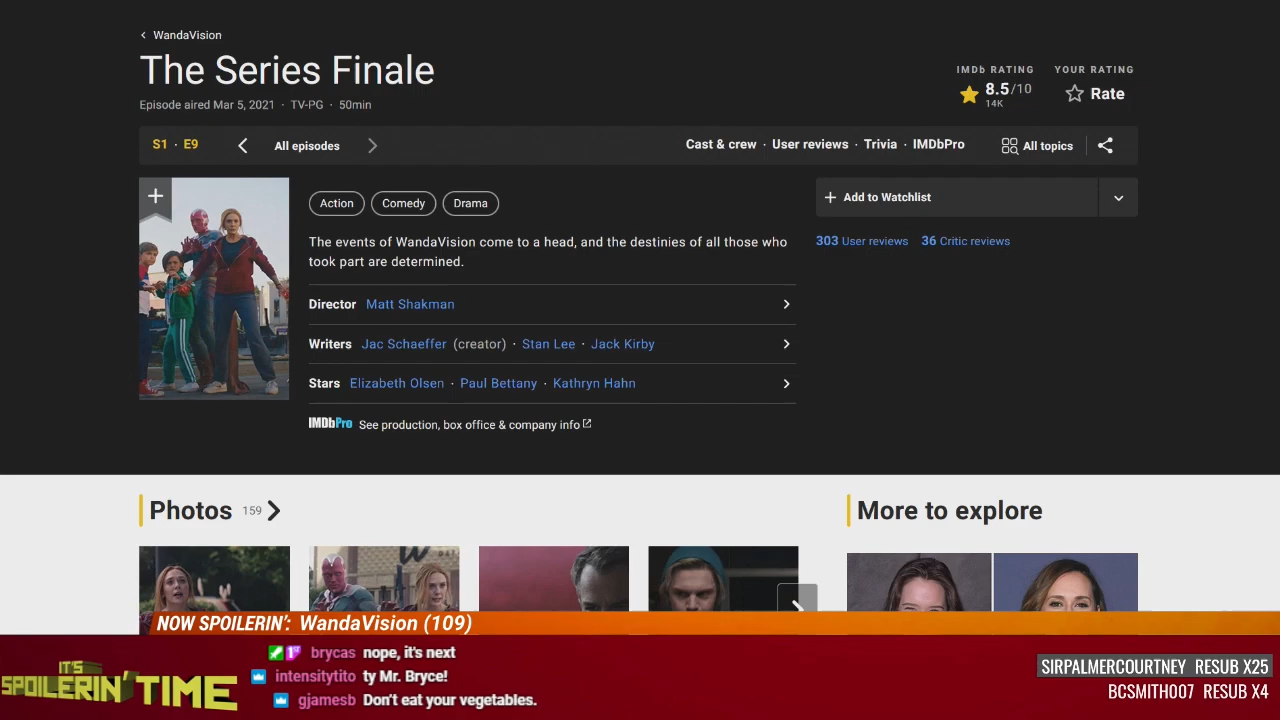 WandaVision
The Series Finale
Episode aired Mar 5, 2021 · TV-PG · 50min
IMDb RATING
8.5/10
14K
YOUR RATING
Rate
S1 · E9
All episodes
Cast & crew · User reviews · Trivia · IMDbPro
All topics
Action
Comedy
Drama
The events of WandaVision come to a head, and the destinies of all those who
took part are determined.
Director Matt Shakman
Writers Jac Schaeffer (creator) · Stan Lee · Jack Kirby
Stars Elizabeth Olsen · Paul Bettany · Kathryn Hahn
IMDbPro See production, box office & company info
+ Add to Watchlist
303 User reviews 36 Critic reviews
Photos 159
More to explore
NOW SPOILERIN': WandaVision (109)
IT'S
SPOILERIN' TIME
brycas nope, it's next
intensitytito ty Mr. Bryce!
gjamesb Don't eat your vegetables.
SIRPALMERCOURTNEY RESUB X25
BCSMITH007 RESUB X4